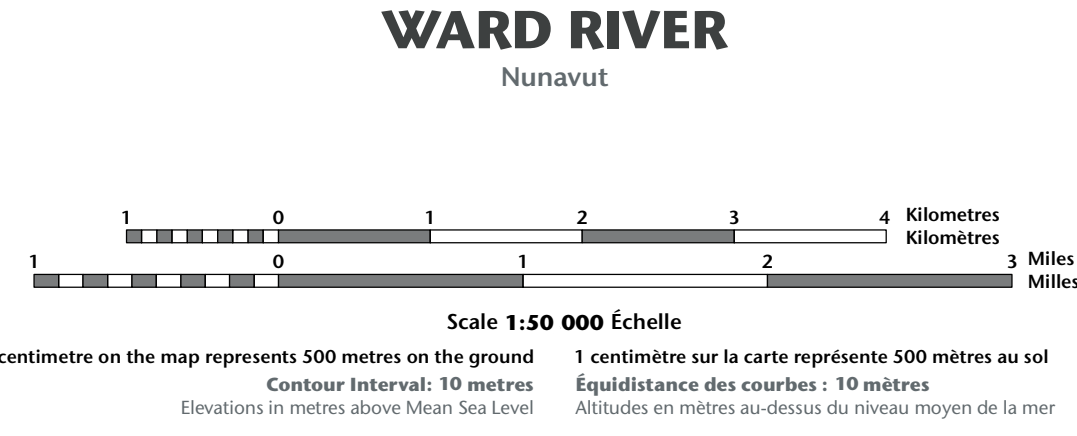 WARD RIVER
Nunavut
1 0 1 2 3 4 Kilometres
Kilomètres
1 0 1 2 3 Miles
Milles
Scale 1:50 000 Échelle
centimetre on the map represents 500 metres on the ground
1 centimètre sur la carte représente 500 mètres au sol
Contour Interval: 10 metres
Équidistance des courbes : 10 mètres
Elevations in metres above Mean Sea Level
Altitudes en mètres au-dessus du niveau moyen de la mer